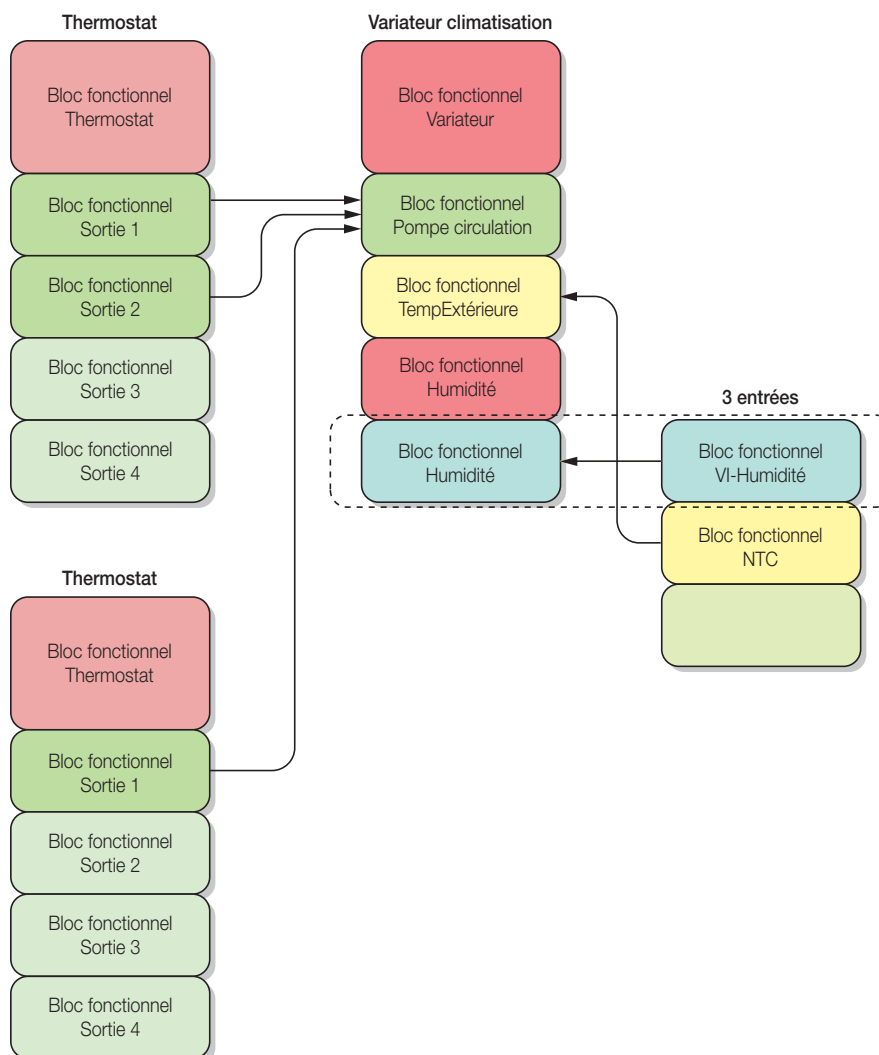 Thermostat
Bloc fonctionnel
Thermostat
Bloc fonctionnel
Sortie 1
Bloc fonctionnel
Sortie 2
Bloc fonctionnel
Sortie 3
Bloc fonctionnel
Sortie 4
Variateur climatisation
Bloc fonctionnel
Variateur
Bloc fonctionnel
Pompe circulation
Bloc fonctionnel
TempExtérieure
Bloc fonctionnel
Humidité
Bloc fonctionnel
Humidité
3 entrées
Bloc fonctionnel
VI-Humidité
Bloc fonctionnel
NTC
Thermostat
Bloc fonctionnel
Thermostat
Bloc fonctionnel
Sortie 1
Bloc fonctionnel
Sortie 2
Bloc fonctionnel
Sortie 3
Bloc fonctionnel
Sortie 4